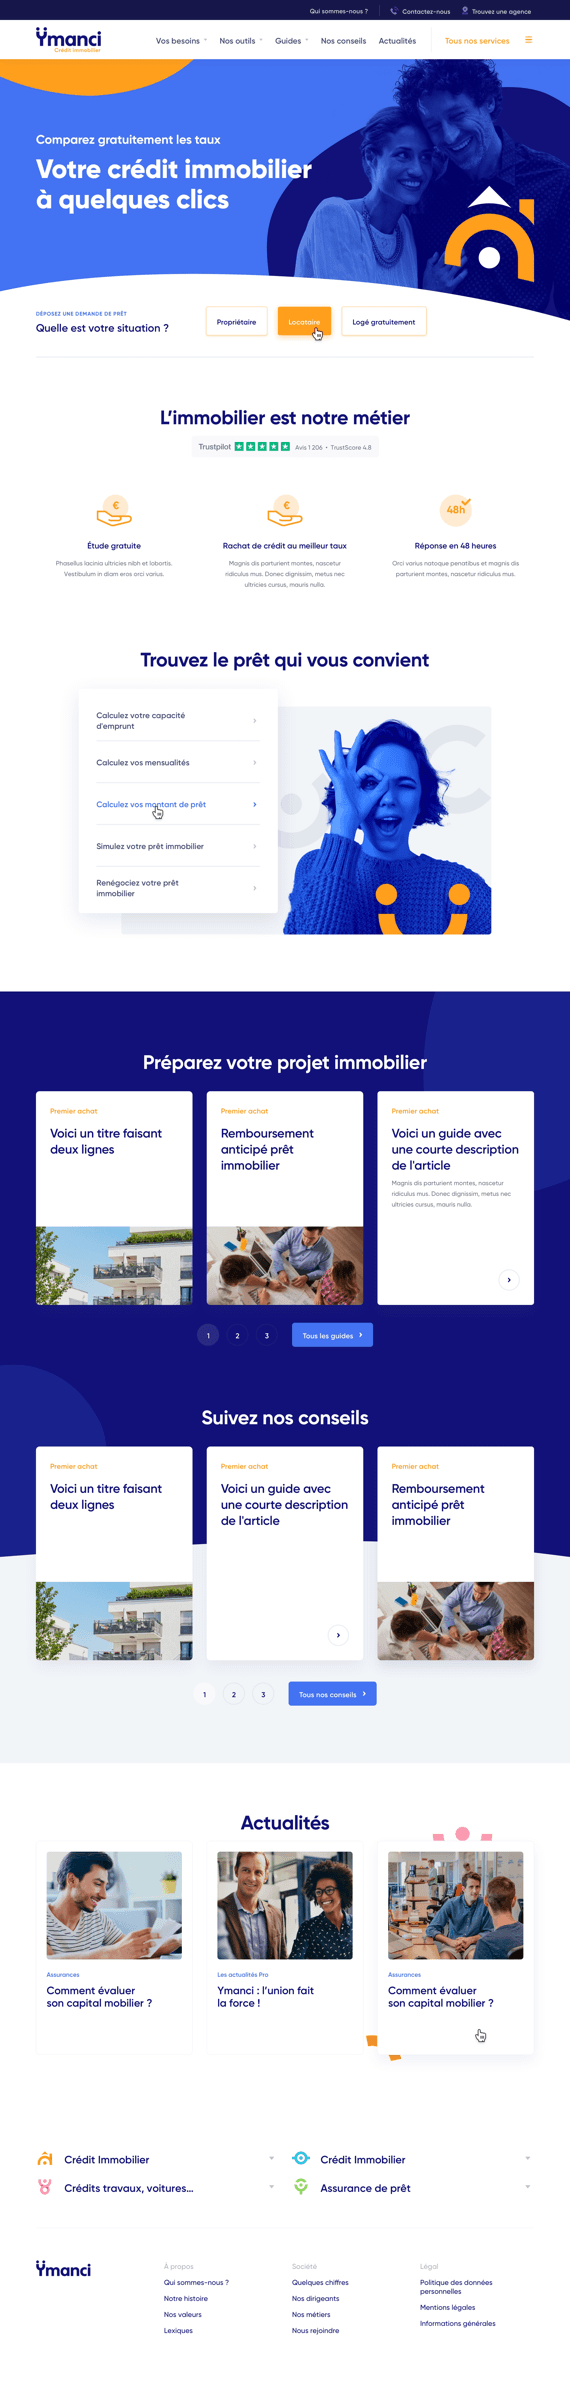 Qui sommes-nous ?
Contactez-nous
Trouvez une agence
Ymanci
Crédit Immobilier
Vos besoins
Nos outils
Guides
Nos conseils
Actualités
Tous nos services
Comparez gratuitement les taux
Votre crédit immobilier
à quelques clics
DÉPOSEZ UNE DEMANDE DE PRÊT
Quelle est votre situation ?
Propriétaire
Locataire
Logé gratuitement
L’immobilier est notre métier
Trustpilot
Avis 1 206 • TrustScore 4.8
€
€
48h
Étude gratuite
Phasellus lacinia ultricies nibh et lobortis.
Vestibulum in diam eros orci varius.
Rachat de crédit au meilleur taux
Magnis dis parturient montes, nascetur
ridiculus mus. Donec dignissim, metus nec
ultricies cursus, mauris nulla.
Réponse en 48 heures
Orci varius natoque penatibus et magnis dis
parturient montes, nascetur ridiculus mus.
Trouvez le prêt qui vous convient
Calculez votre capacité
d'emprunt
Calculez vos mensualités
Calculez vos montant de prêt
Simulez votre prêt immobilier
Renégociez votre prêt
immobilier
Préparez votre projet immobilier
Premier achat
Voici un titre faisant
deux lignes
Premier achat
Remboursement
anticipé prêt
immobilier
Premier achat
Voici un guide avec
une courte description
de l'article
Magnis dis parturient montes, nascetur
ridiculus mus. Donec dignissim, metus nec
ultricies cursus, mauris nulla.
1
2
3
Tous les guides
Suivez nos conseils
Premier achat
Voici un titre faisant
deux lignes
Premier achat
Voici un guide avec
une courte description
de l'article
Premier achat
Remboursement
anticipé prêt
immobilier
1
2
3
Tous nos conseils
Actualités
Assurances
Comment évaluer
son capital mobilier ?
Les actualités Pro
Ymanci : l’union fait
la force !
Assurances
Comment évaluer
son capital mobilier ?
Crédit Immobilier
Crédit Immobilier
Crédits travaux, voitures...
Assurance de prêt
Ymanci
À propos
Qui sommes-nous ?
Notre histoire
Nos valeurs
Lexiques
Société
Quelques chiffres
Nos dirigeants
Nos métiers
Nous rejoindre
Légal
Politique des données
personnelles
Mentions légales
Informations générales